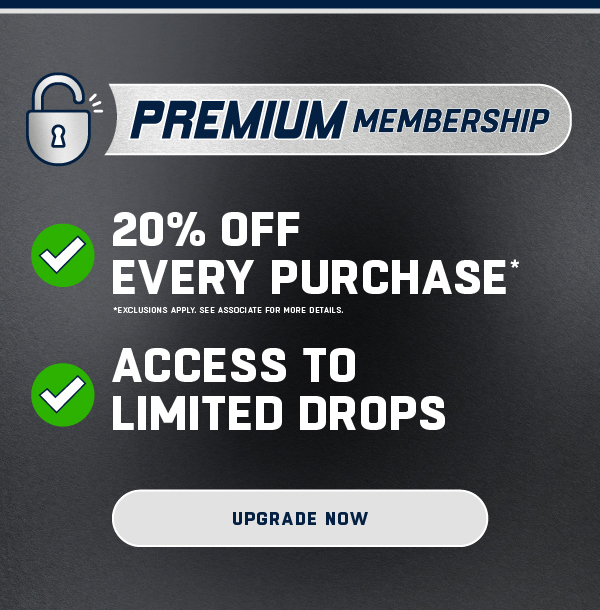 PREMIUM MEMBERSHIP
20% OFF
EVERY PURCHASE*
*EXCLUSIONS APPLY. SEE ASSOCIATE FOR MORE DETAILS.
ACCESS TO
LIMITED DROPS
UPGRADE NOW